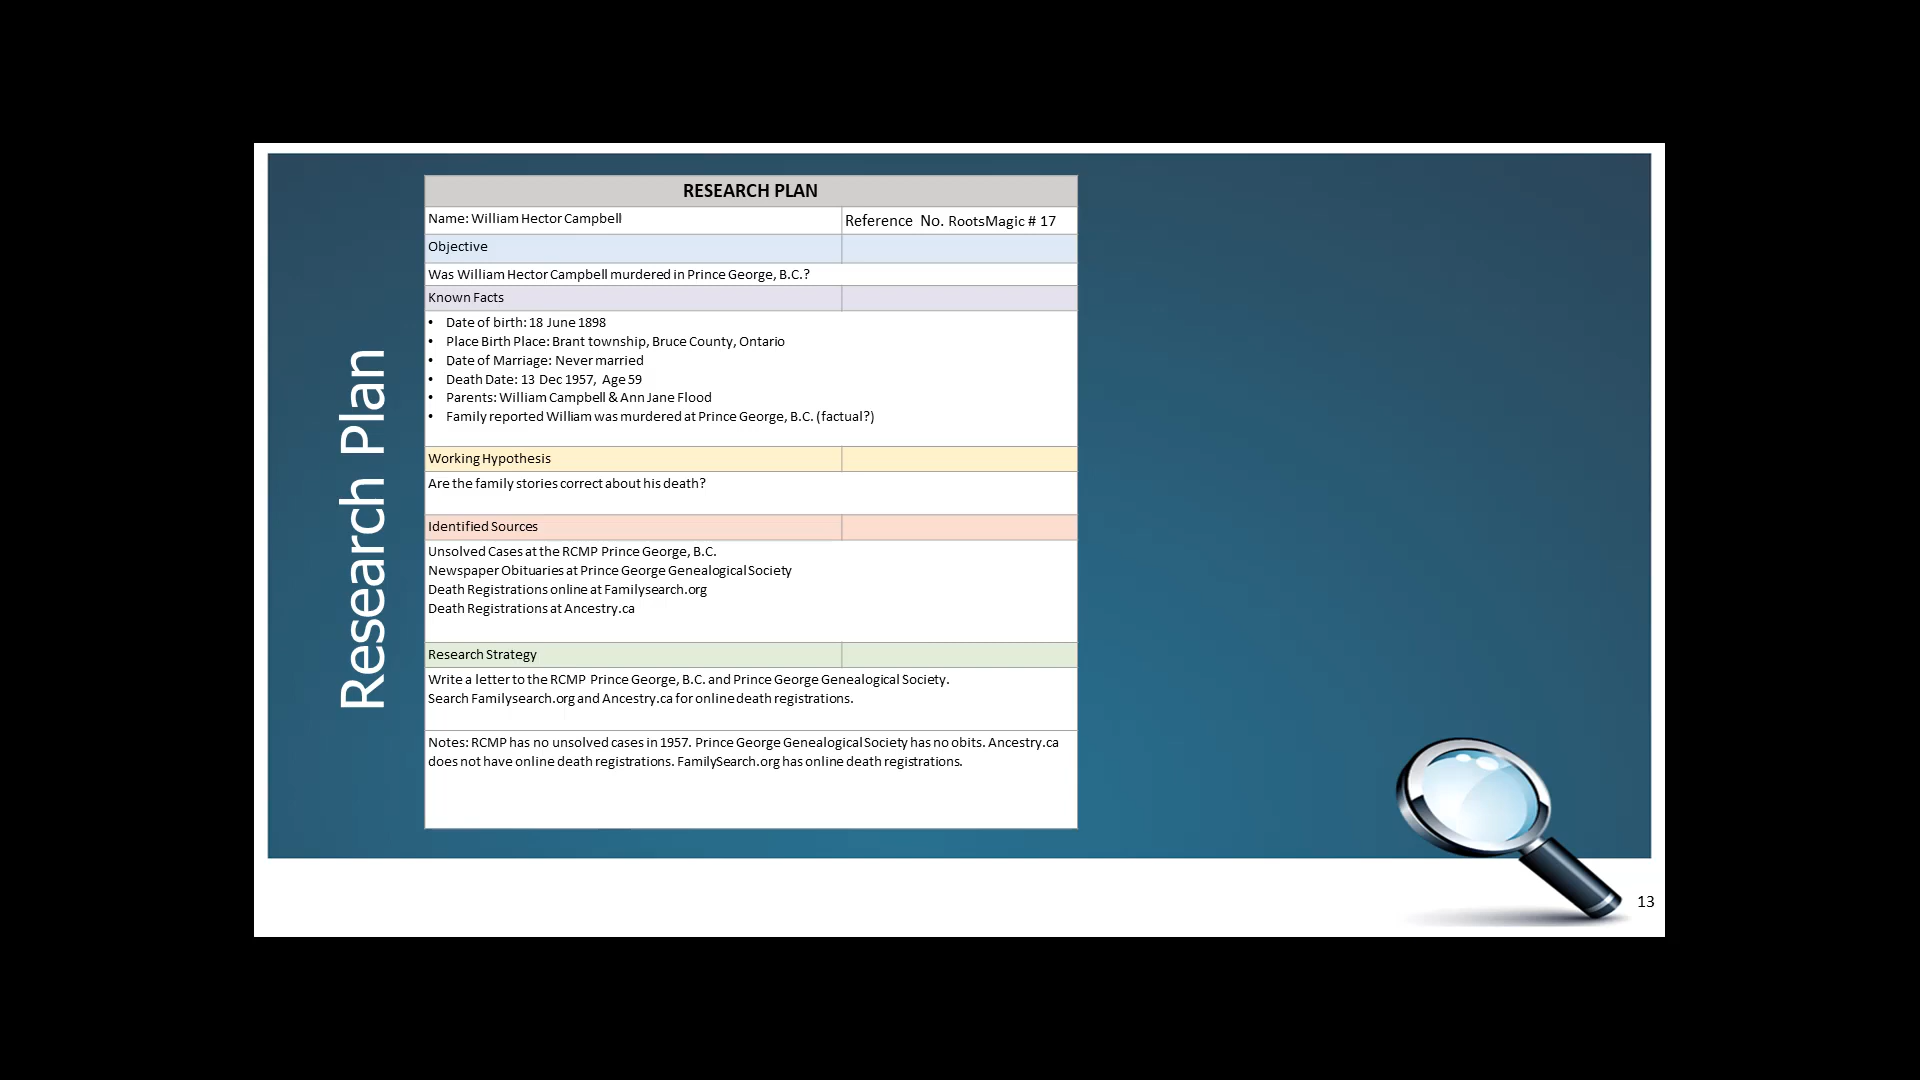 Research Plan
RESEARCH PLAN
Name: William Hector Campbell
Reference No. RootsMagic # 17
Objective
Was William Hector Campbell murdered in Prince George, B.C.?
Known Facts
• Date of birth: 18 June 1898
• Place Birth Place: Brant township, Bruce County, Ontario
• Date of Marriage: Never married
• Death Date: 13 Dec 1957, Age 59
• Parents: William Campbell & Ann Jane Flood
• Family reported William was murdered at Prince George, B.C. (factual?)
Working Hypothesis
Are the family stories correct about his death?
Identified Sources
Unsolved Cases at the RCMP Prince George, B.C.
Newspaper Obituaries at Prince George Genealogical Society
Death Registrations online at Familysearch.org
Death Registrations at Ancestry.ca
Research Strategy
Write a letter to the RCMP Prince George, B.C. and Prince George Genealogical Society.
Search Familysearch.org and Ancestry.ca for online death registrations.
Notes: RCMP has no unsolved cases in 1957. Prince George Genealogical Society has no obits. Ancestry.ca
does not have online death registrations. FamilySearch.org has online death registrations.
13